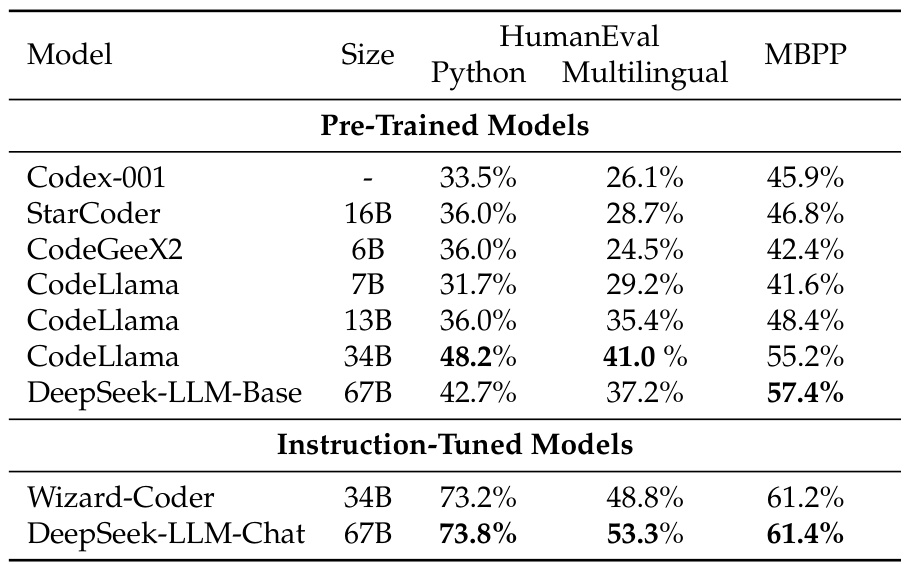 Model Size HumanEval MBPP
Python Multilingual
Pre-Trained Models
Codex-001 - 33.5% 26.1% 45.9%
StarCoder 16B 36.0% 28.7% 46.8%
CodeGeeX2 6B 36.0% 24.5% 42.4%
CodeLlama 7B 31.7% 29.2% 41.6%
CodeLlama 13B 36.0% 35.4% 48.4%
CodeLlama 34B 48.2% 41.0 % 55.2%
DeepSeek-LLM-Base 67B 42.7% 37.2% 57.4%
Instruction-Tuned Models
Wizard-Coder 34B 73.2% 48.8% 61.2%
DeepSeek-LLM-Chat 67B 73.8% 53.3% 61.4%